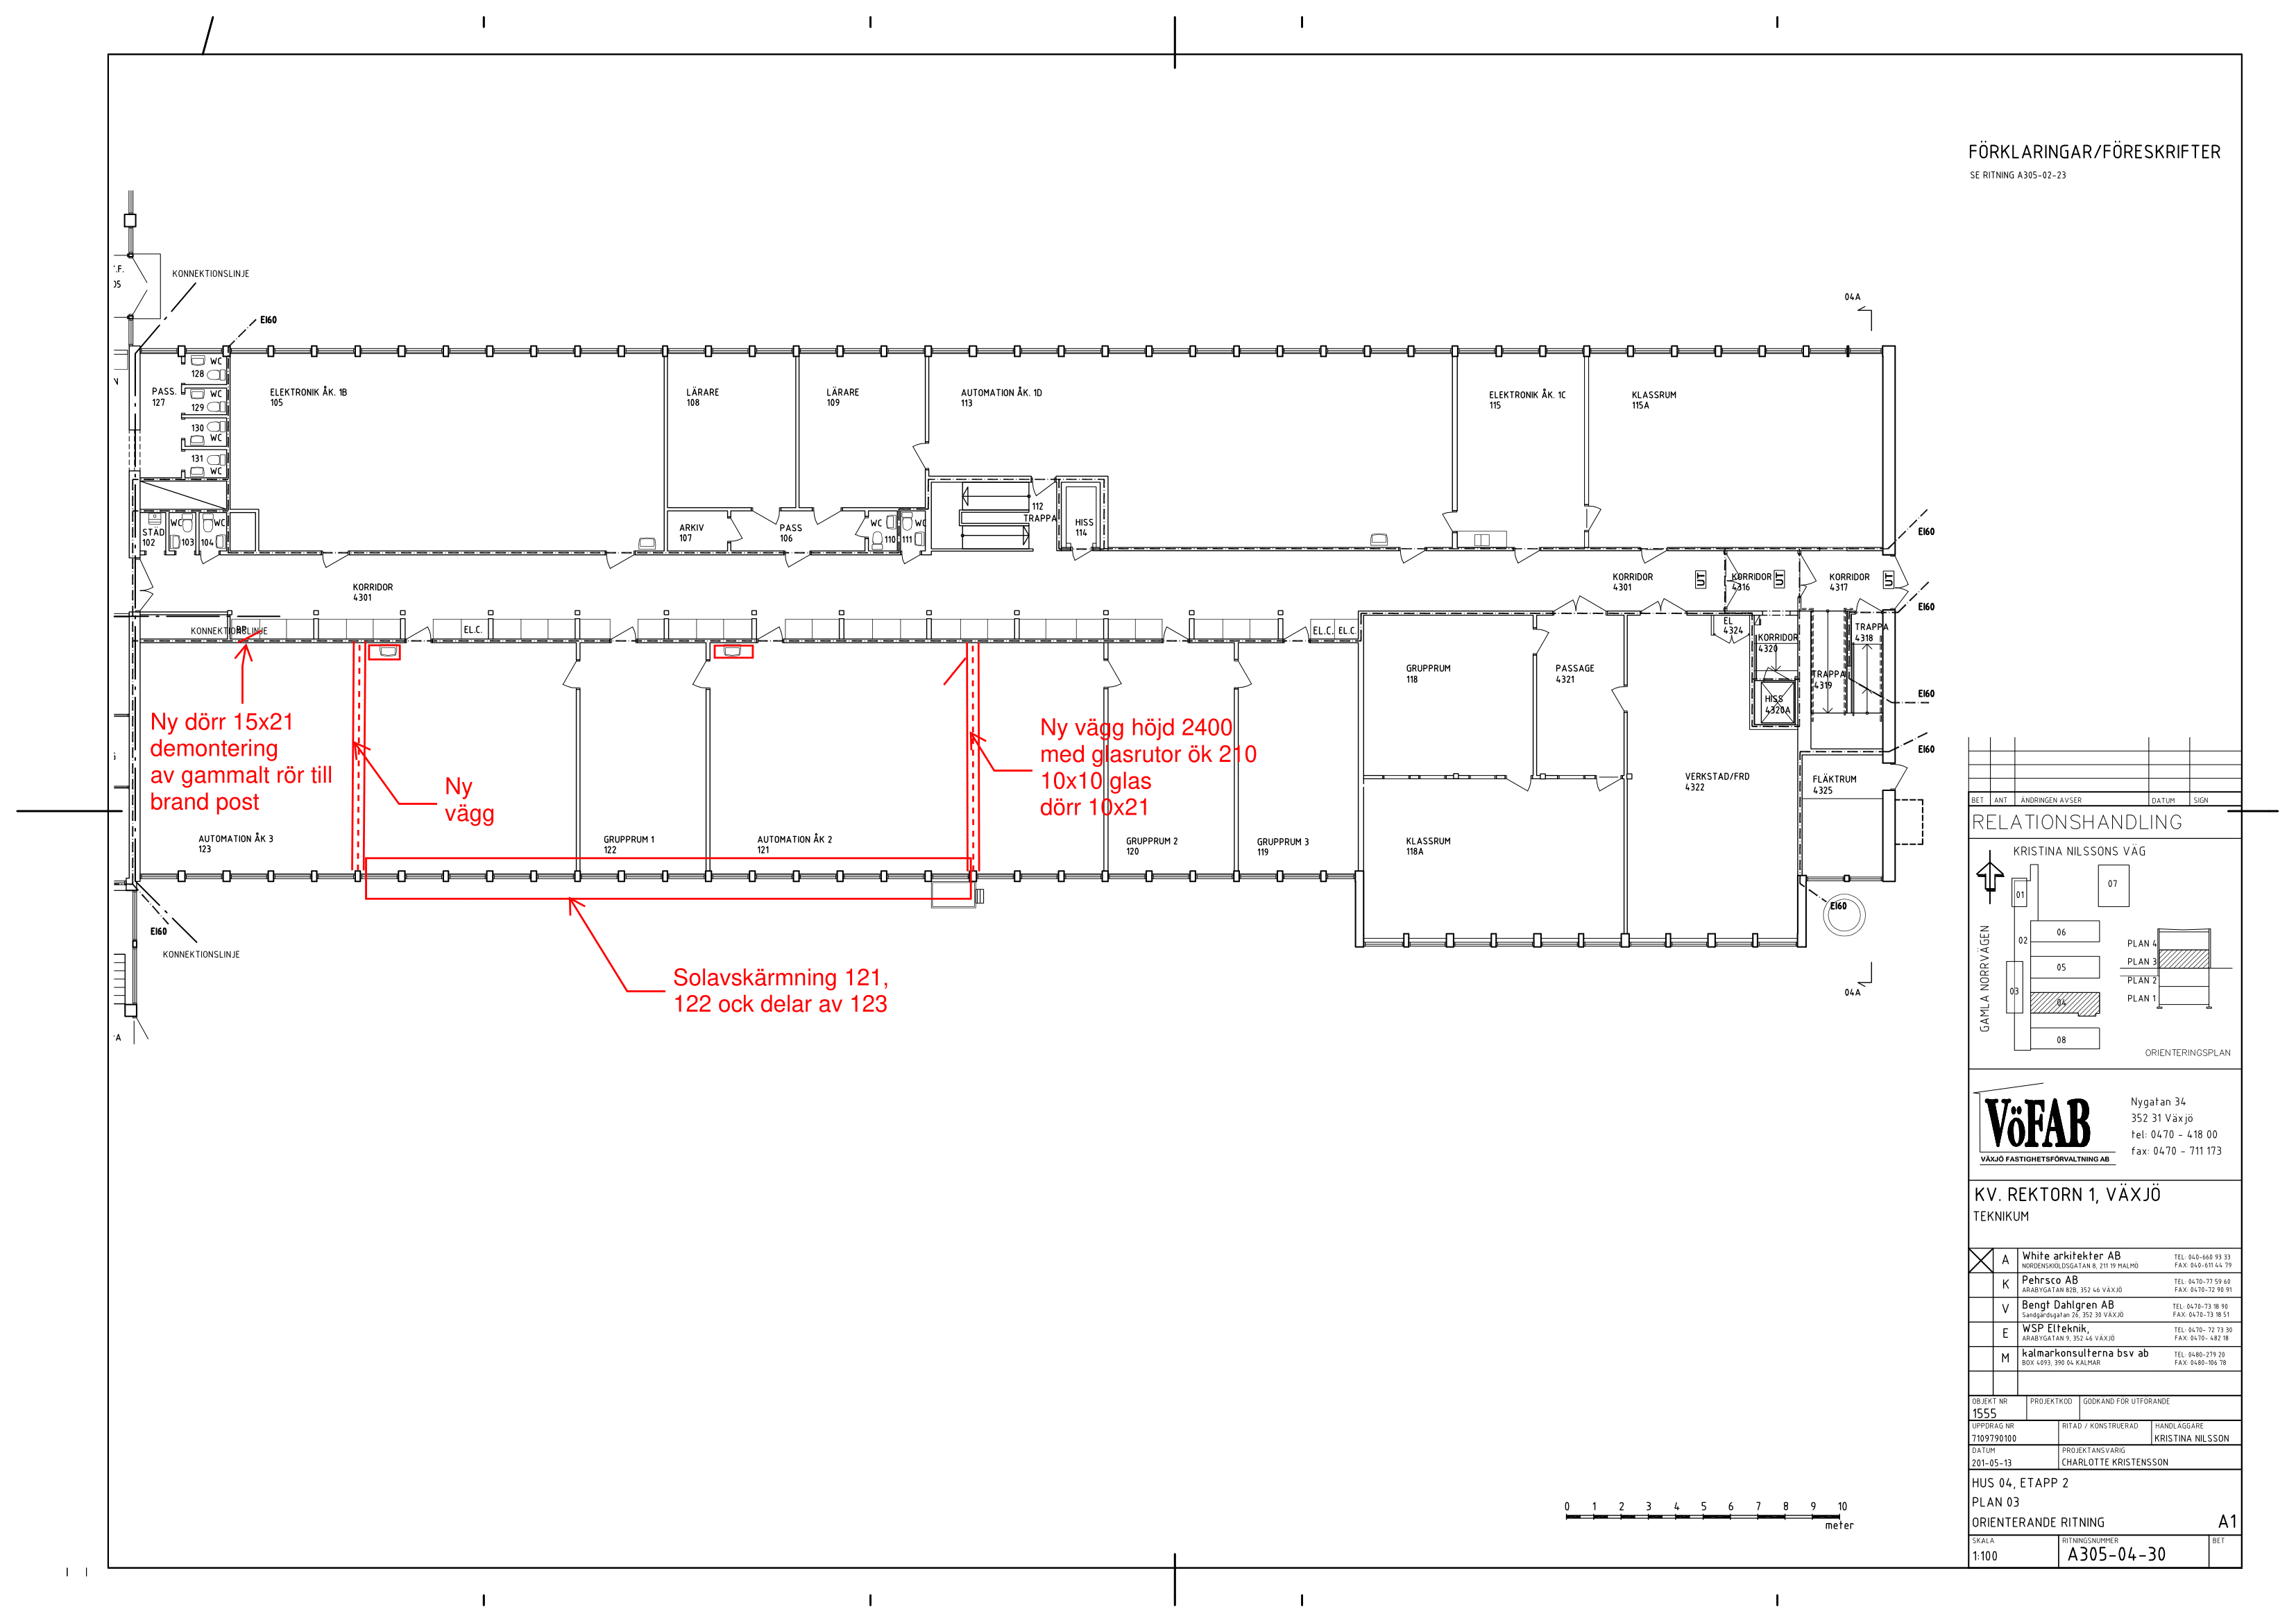 FÖRKLARINGAR/FÖRESKRIFTER
SE RITNING A305-02-23
T.F.
05
KONNEKTIONSLINJE
EI60
04A
N
PASS.
127
WC
128
WC
129
130
WC
131
WC
ELEKTRONIK ÅK. 1B
105
LÄRARE
108
LÄRARE
109
AUTOMATION ÅK. 1D
113
ELEKTRONIK ÅK. 1C
115
KLASSRUM
115A
STÄD
102
WC
103
WC
104
ARKIV
107
PASS
106
WC
110
WC
111
112
TRAPPA
HISS
114
EI60
KORRIDOR
4301
KORRIDOR
4301
UT
KORRIDOR
4316
UT
KORRIDOR
4317
UT
EI60
KONNEKTIONSLINJE
BP
EL.C.
EL.C.
EL.C.
EL
4324
KORRIDOR
4320
TRAPPA
4318
TRAPPA
4319
HISS
4320A
EI60
GRUPPRUM
118
PASSAGE
4321
Ny dörr 15x21
demontering
av gammalt rör till
brand post
Ny
vägg
Ny vägg höjd 2400
med glasrutor ök 210
10x10 glas
dörr 10x21
EI60
VERKSTAD/FRD
4322
FLÄKTRUM
4325
AUTOMATION ÅK 3
123
GRUPPRUM 1
122
AUTOMATION ÅK 2
121
GRUPPRUM 2
120
GRUPPRUM 3
119
KLASSRUM
118A
EI60
EI60
KONNEKTIONSLINJE
Solavskärmning 121,
122 ock delar av 123
04A
BET
ANT
ÄNDRINGEN AVSER
DATUM
SIGN
RELATIONSHANDLING
KRISTINA NILSSONS VÄG
GAMLA NORRVÄGEN
01
07
02
06
05
03
04
08
PLAN 4
PLAN 3
PLAN 2
PLAN 1
ORIENTERINGSPLAN
VöFAB
VÄXJÖ FASTIGHETSFÖRVALTNING AB
Nygatan 34
352 31 Växjö
tel: 0470 - 418 00
fax: 0470 - 711 173
KV. REKTORN 1, VÄXJÖ
TEKNIKUM
A White arkitekter AB TEL: 040-660 93 33
NORDENSKIÖLDSGATAN 8, 211 19 MALMÖ FAX: 040-611 44 79
K Pehrsco AB TEL: 0470-77 59 60
ARABYGATAN 82B, 352 46 VÄXJÖ FAX: 0470-72 90 91
V Bengt Dahlgren AB TEL: 0470-73 18 90
Sandgärdsgatan 26, 352 30 VÄXJÖ FAX: 0470-73 18 51
E WSP Elteknik, TEL: 0470- 72 73 30
ARABYGATAN 9, 352 46 VÄXJÖ FAX: 0470- 482 18
M kalmarkonsulterna bsv ab TEL: 0480-279 20
BOX 4093, 390 04 KALMAR FAX: 0480-106 78
OBJEKT NR
1555
PROJEKTKOD
GODKÄND FÖR UTFÖRANDE
UPPDRAG NR
7109790100
RITAD / KONSTRUERAD
HANDLÄGGARE
KRISTINA NILSSON
DATUM
201-05-13
PROJEKTANSVARIG
CHARLOTTE KRISTENSSON
HUS 04, ETAPP 2
PLAN 03
ORIENTERANDE RITNING
A1
SKALA
1:100
RITNINGSNUMMER
A305-04-30
BET
0 1 2 3 4 5 6 7 8 9 10
meter